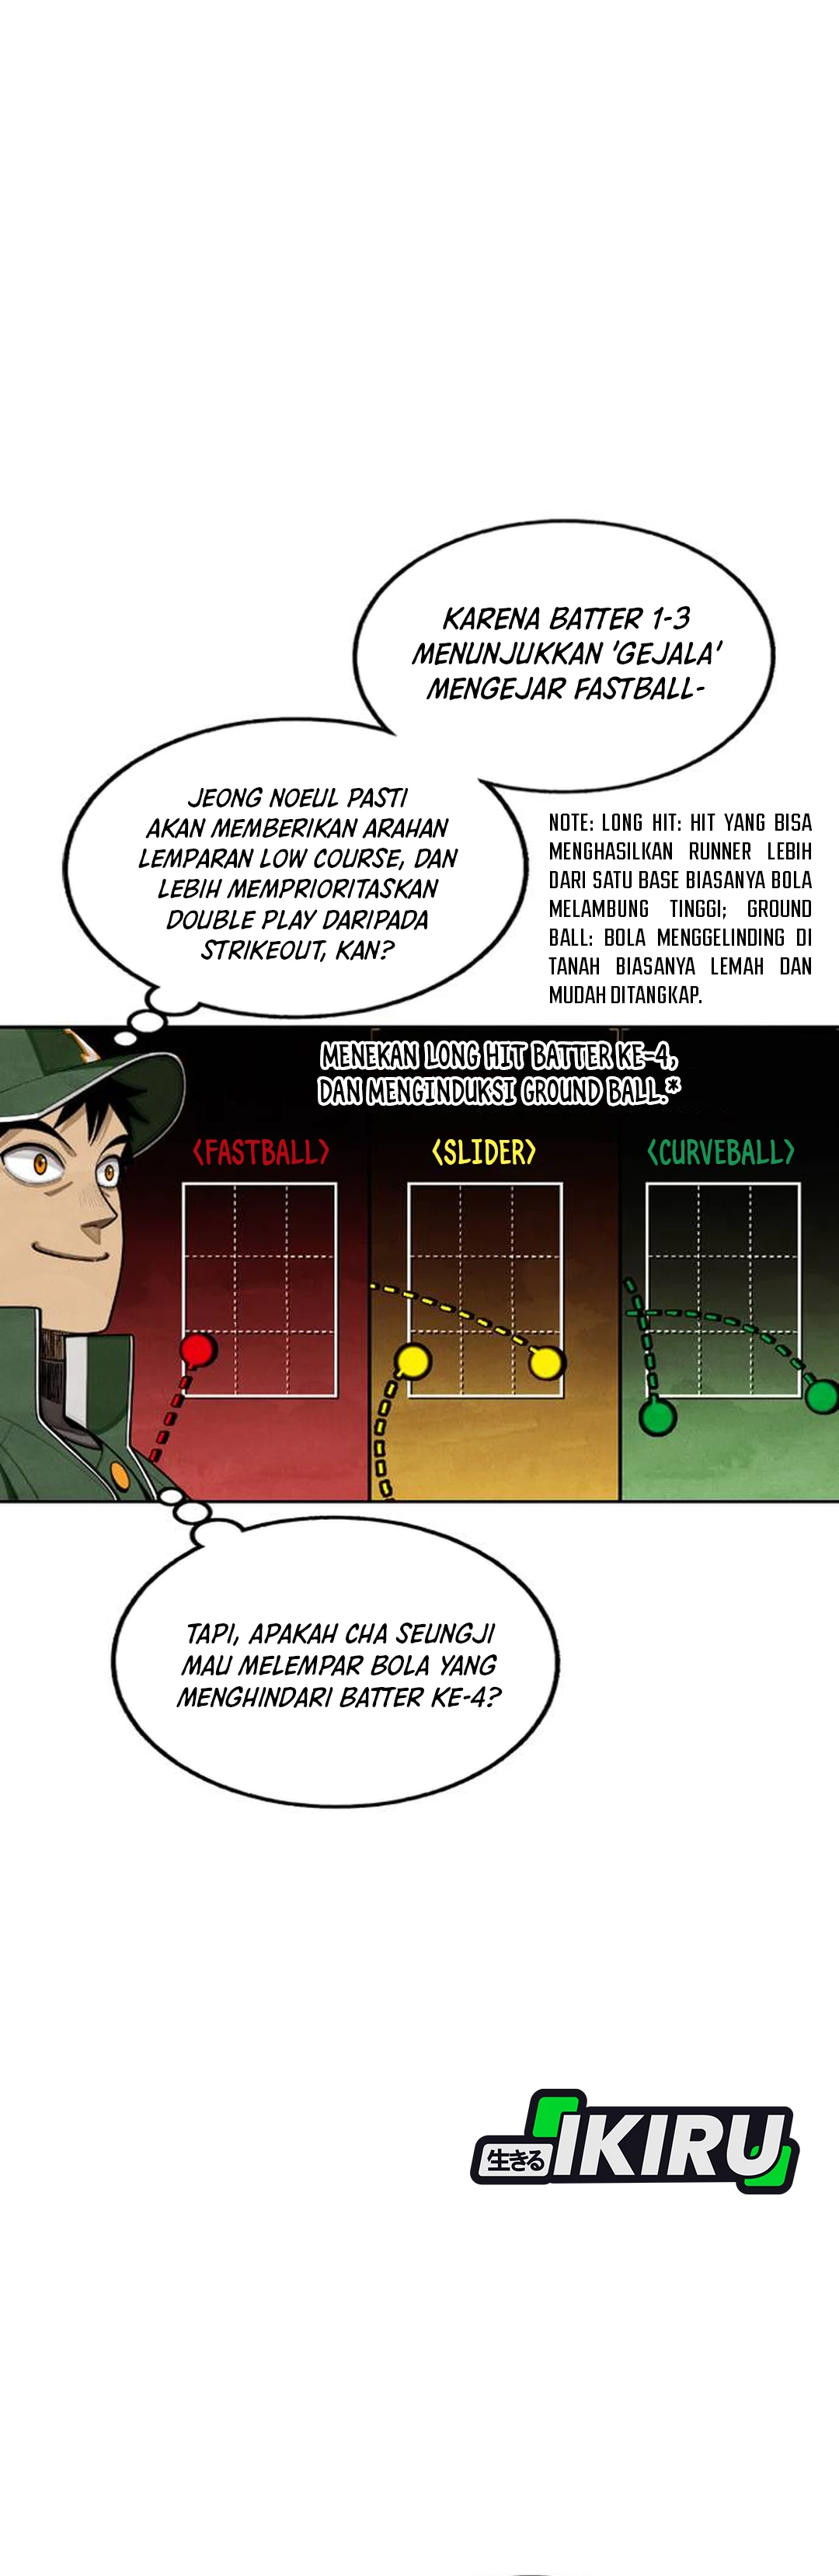 KARENA BATTER 1-3
MENUNJUKKAN 'GEJALA'
MENGEJAR FASTBALL-
JEONG NOEUL PASTI
AKAN MEMBERIKAN ARAHAN
LEMPARAN LOW COURSE, DAN
LEBIH MEMPRIORITASKAN
DOUBLE PLAY DARIPADA
STRIKEOUT, KAN?
NOTE: LONG HIT: HIT YANG BISA
MENGHASILKAN RUNNER LEBIH
DARI SATU BASE BIASANYA BOLA
MELAMBUNG TINGGI; GROUND
BALL: BOLA MENGGELINDING DI
TANAH BIASANYA LEMAH DAN
MUDAH DITANGKAP.
MENEKAN LONG HIT BATTER KE-4,
DAN MENGINDUKSI GROUND BALL.*
<FASTBALL>
<SLIDER>
<CURVEBALL>
TAPI, APAKAH CHA SEUNGJI
MAU MELEMPAR BOLA YANG
MENGHINDARI BATTER KE-4?
生きる IKIRU